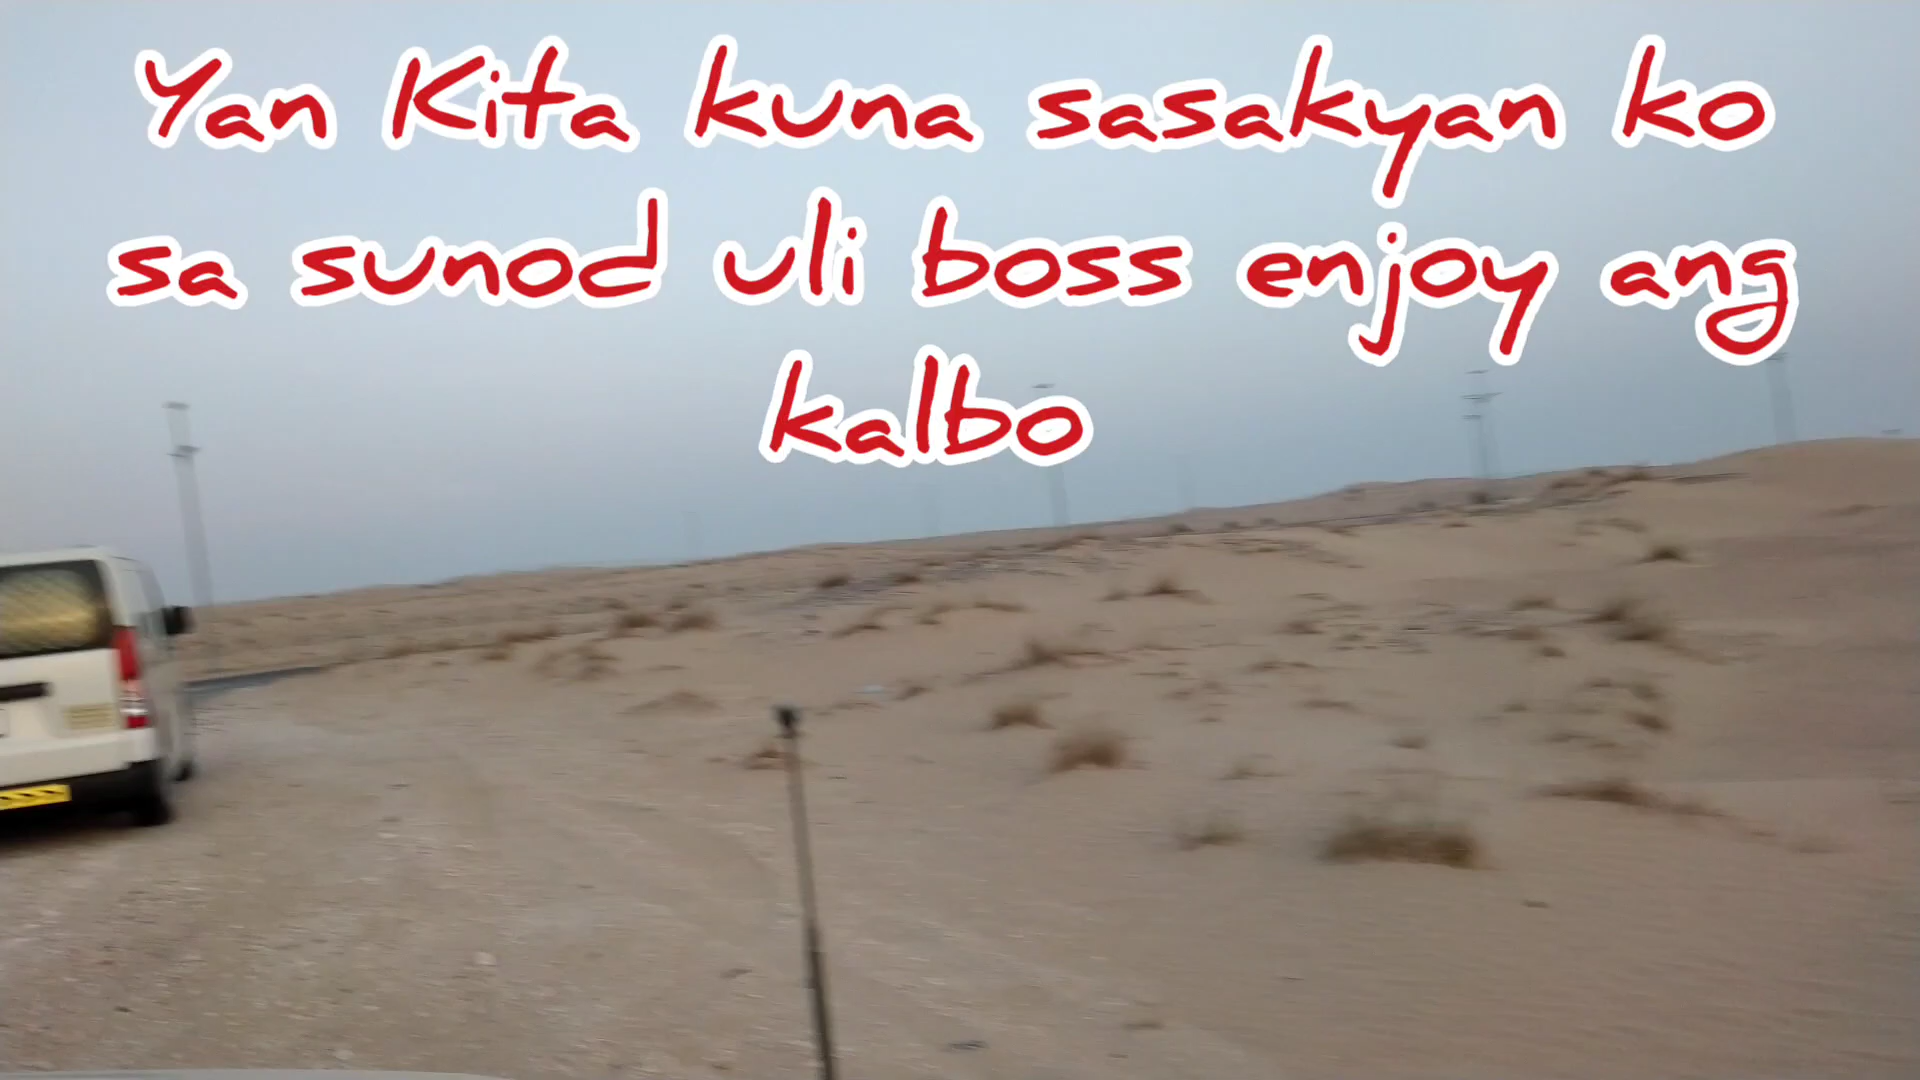 Yan Kita kuna sasakyan ko
sa sunod uli boss enjoy ang
kalbo